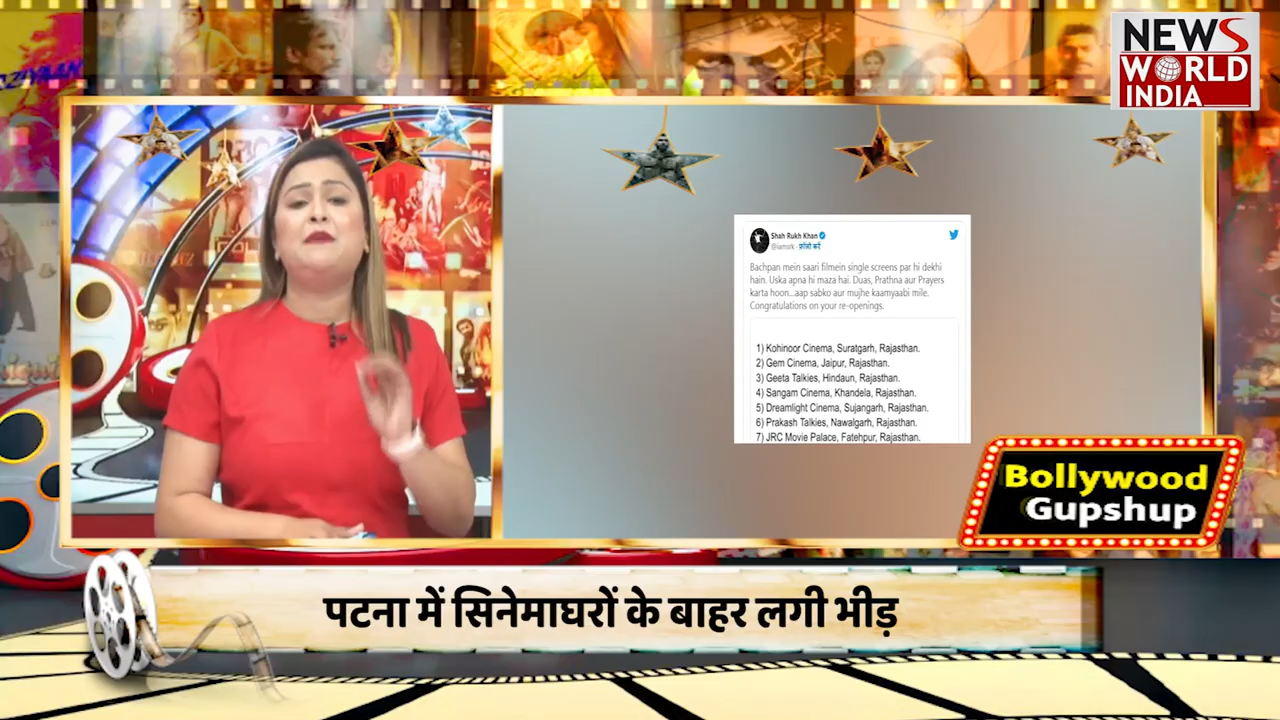 NEWS
WORLD
INDIA
Shah Rukh Khan
@iamsrk · फ़ॉलो करें
Bachpan mein saari filmein single screens par hi dekhi
hain. Uska apna hi maza hai. Duas, Prathna aur Prayers
karta hoon...aap sabko aur mujhe kaamyaabi mile.
Congratulations on your re-openings.
1) Kohinoor Cinema, Suratgarh, Rajasthan.
2) Gem Cinema, Jaipur, Rajasthan.
3) Geeta Talkies, Hindaun, Rajasthan.
4) Sangam Cinema, Khandela, Rajasthan.
5) Dreamlight Cinema, Sujangarh, Rajasthan.
6) Prakash Talkies, Nawalgarh, Rajasthan.
7) JRC Movie Palace, Fatehpur, Rajasthan.
Bollywood
Gupshup
पटना में सिनेमाघरों के बाहर लगी भीड़